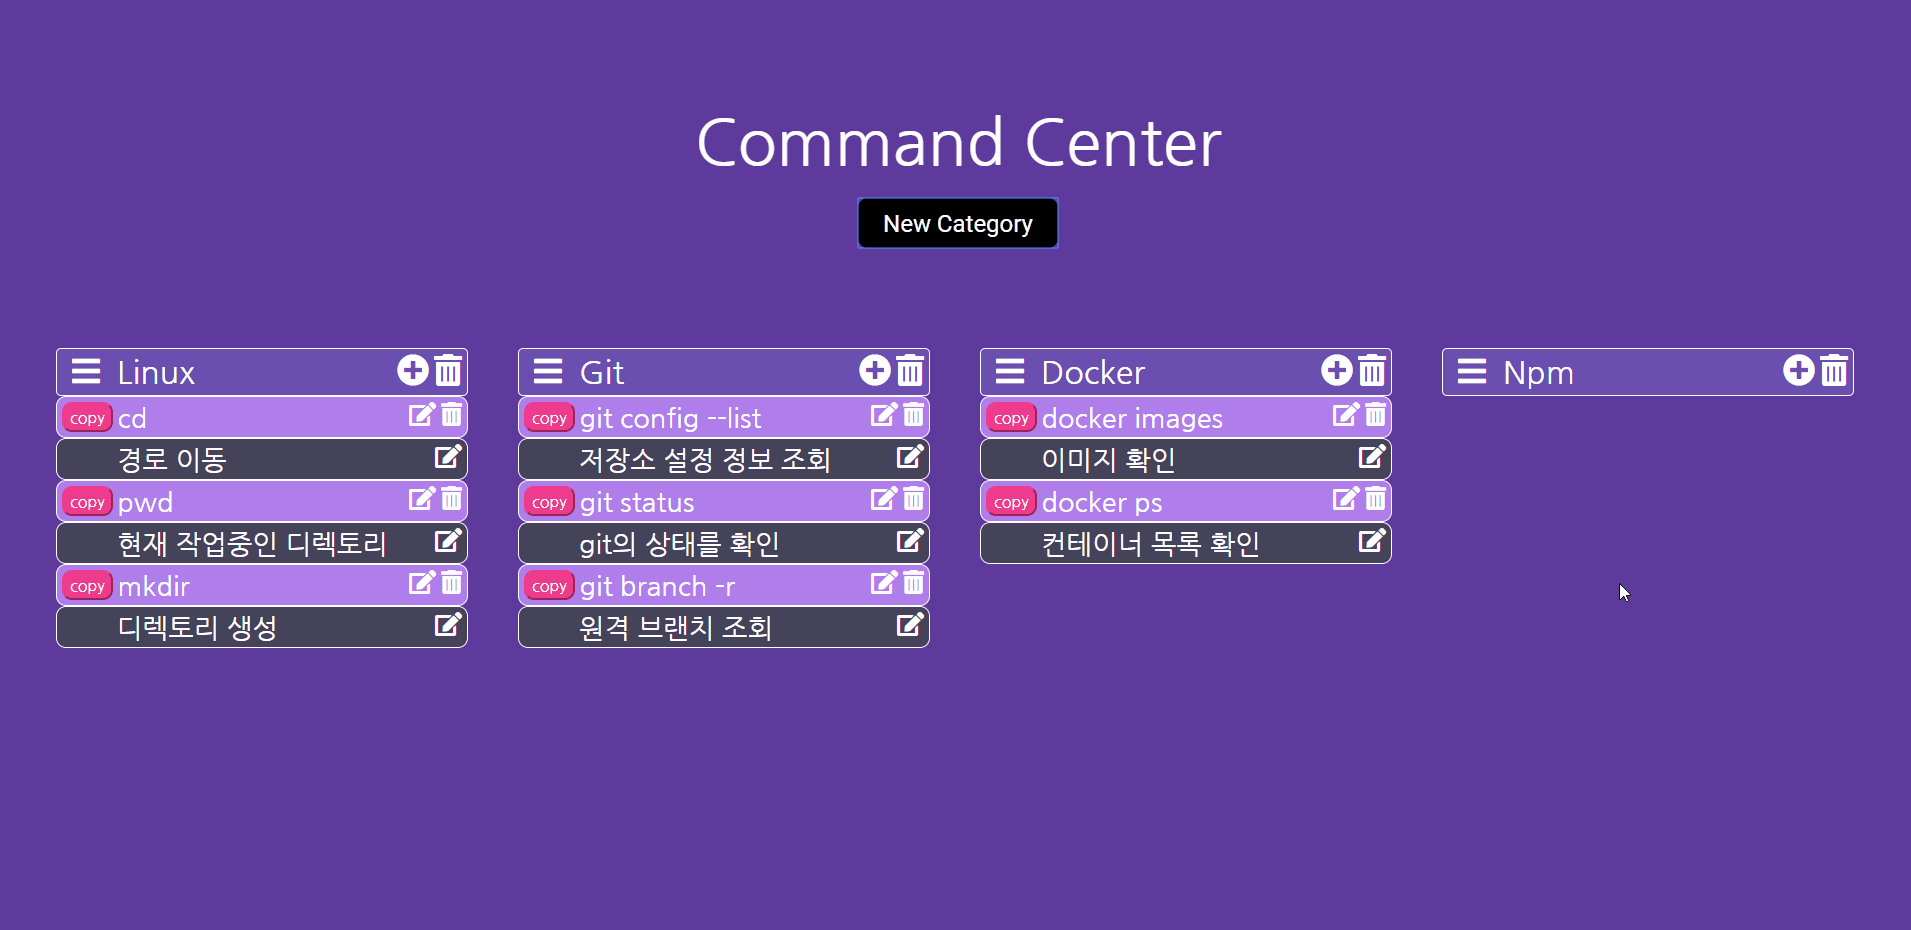 Command Center
New Category
Linux
copy cd
경로 이동
copy pwd
현재 작업중인 디렉토리
copy mkdir
디렉토리 생성
Git
copy git config --list
저장소 설정 정보 조회
copy git status
git의 상태를 확인
copy git branch -r
원격 브랜치 조회
Docker
copy docker images
이미지 확인
copy docker ps
컨테이너 목록 확인
Npm